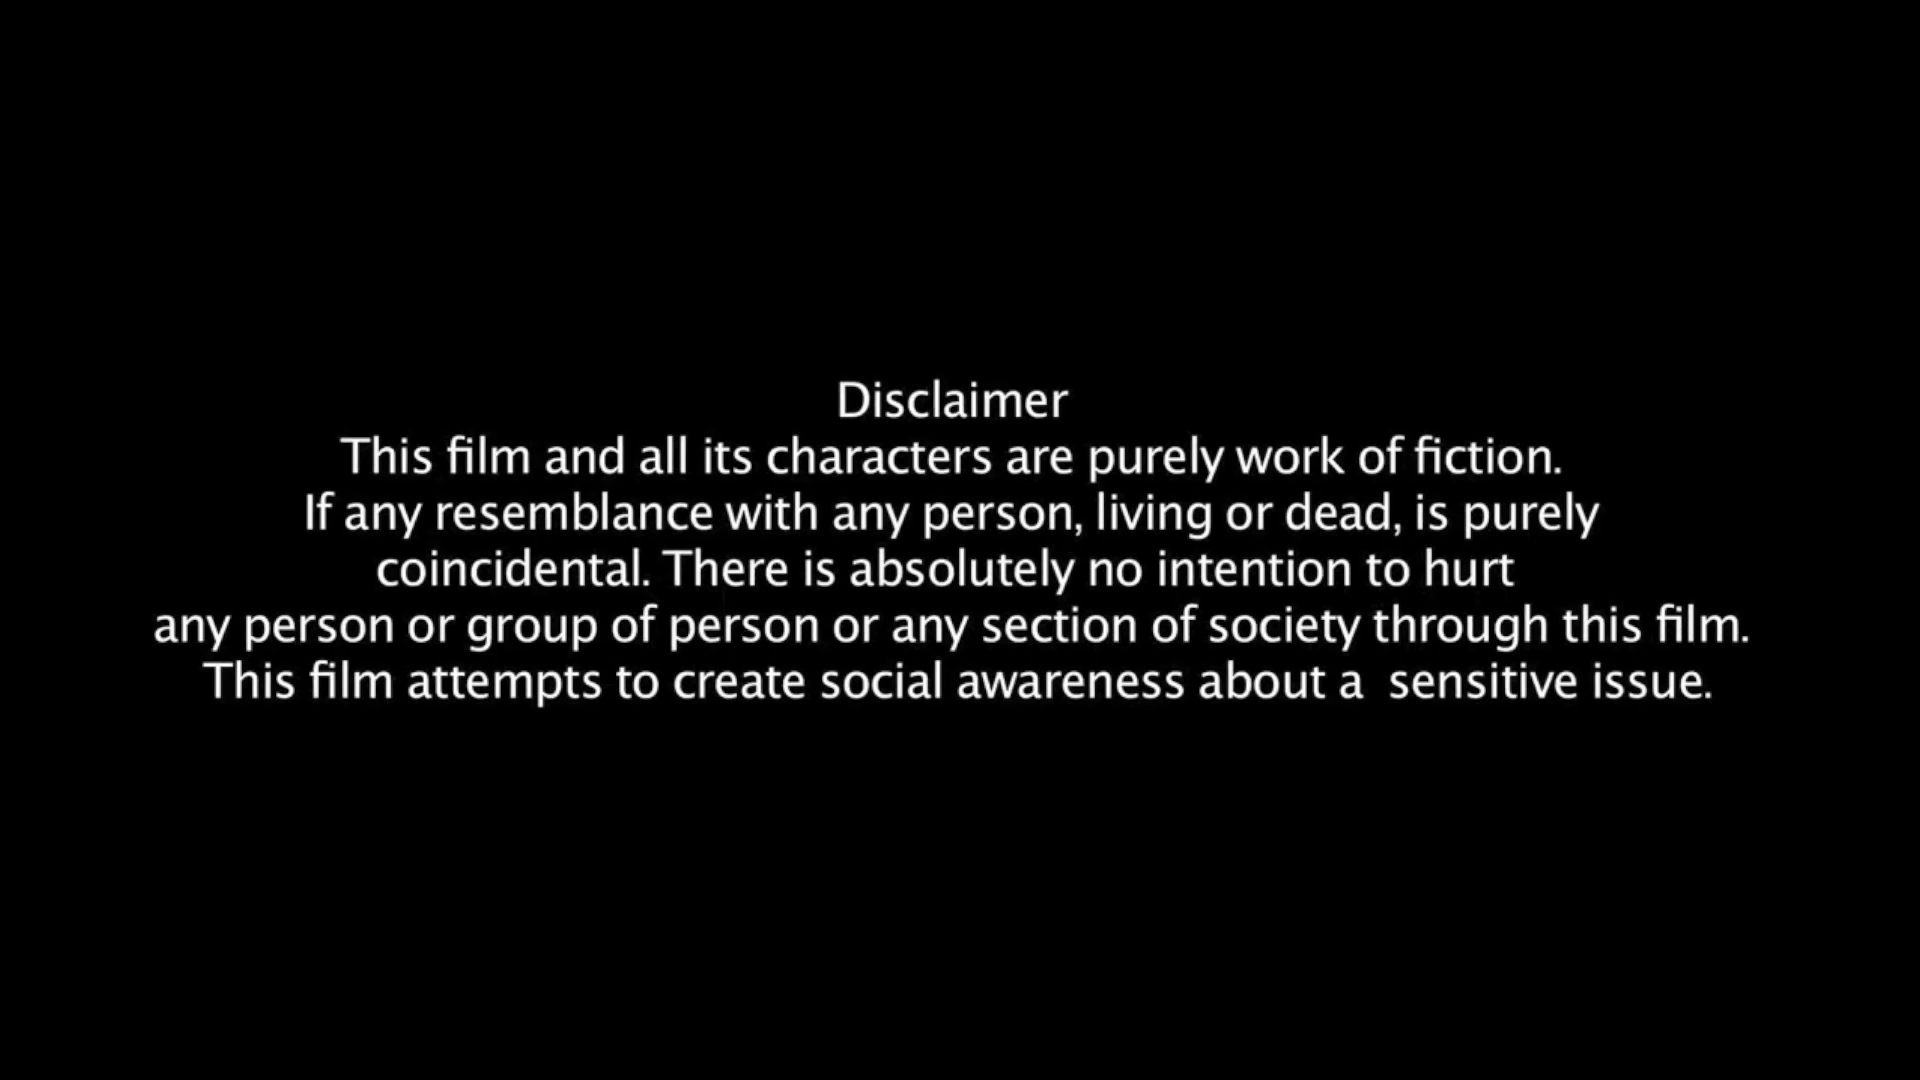 Disclaimer
This film and all its characters are purely work of fiction.
If any resemblance with any person, living or dead, is purely
coincidental. There is absolutely no intention to hurt
any person or group of person or any section of society through this film.
This film attempts to create social awareness about a  sensitive issue.